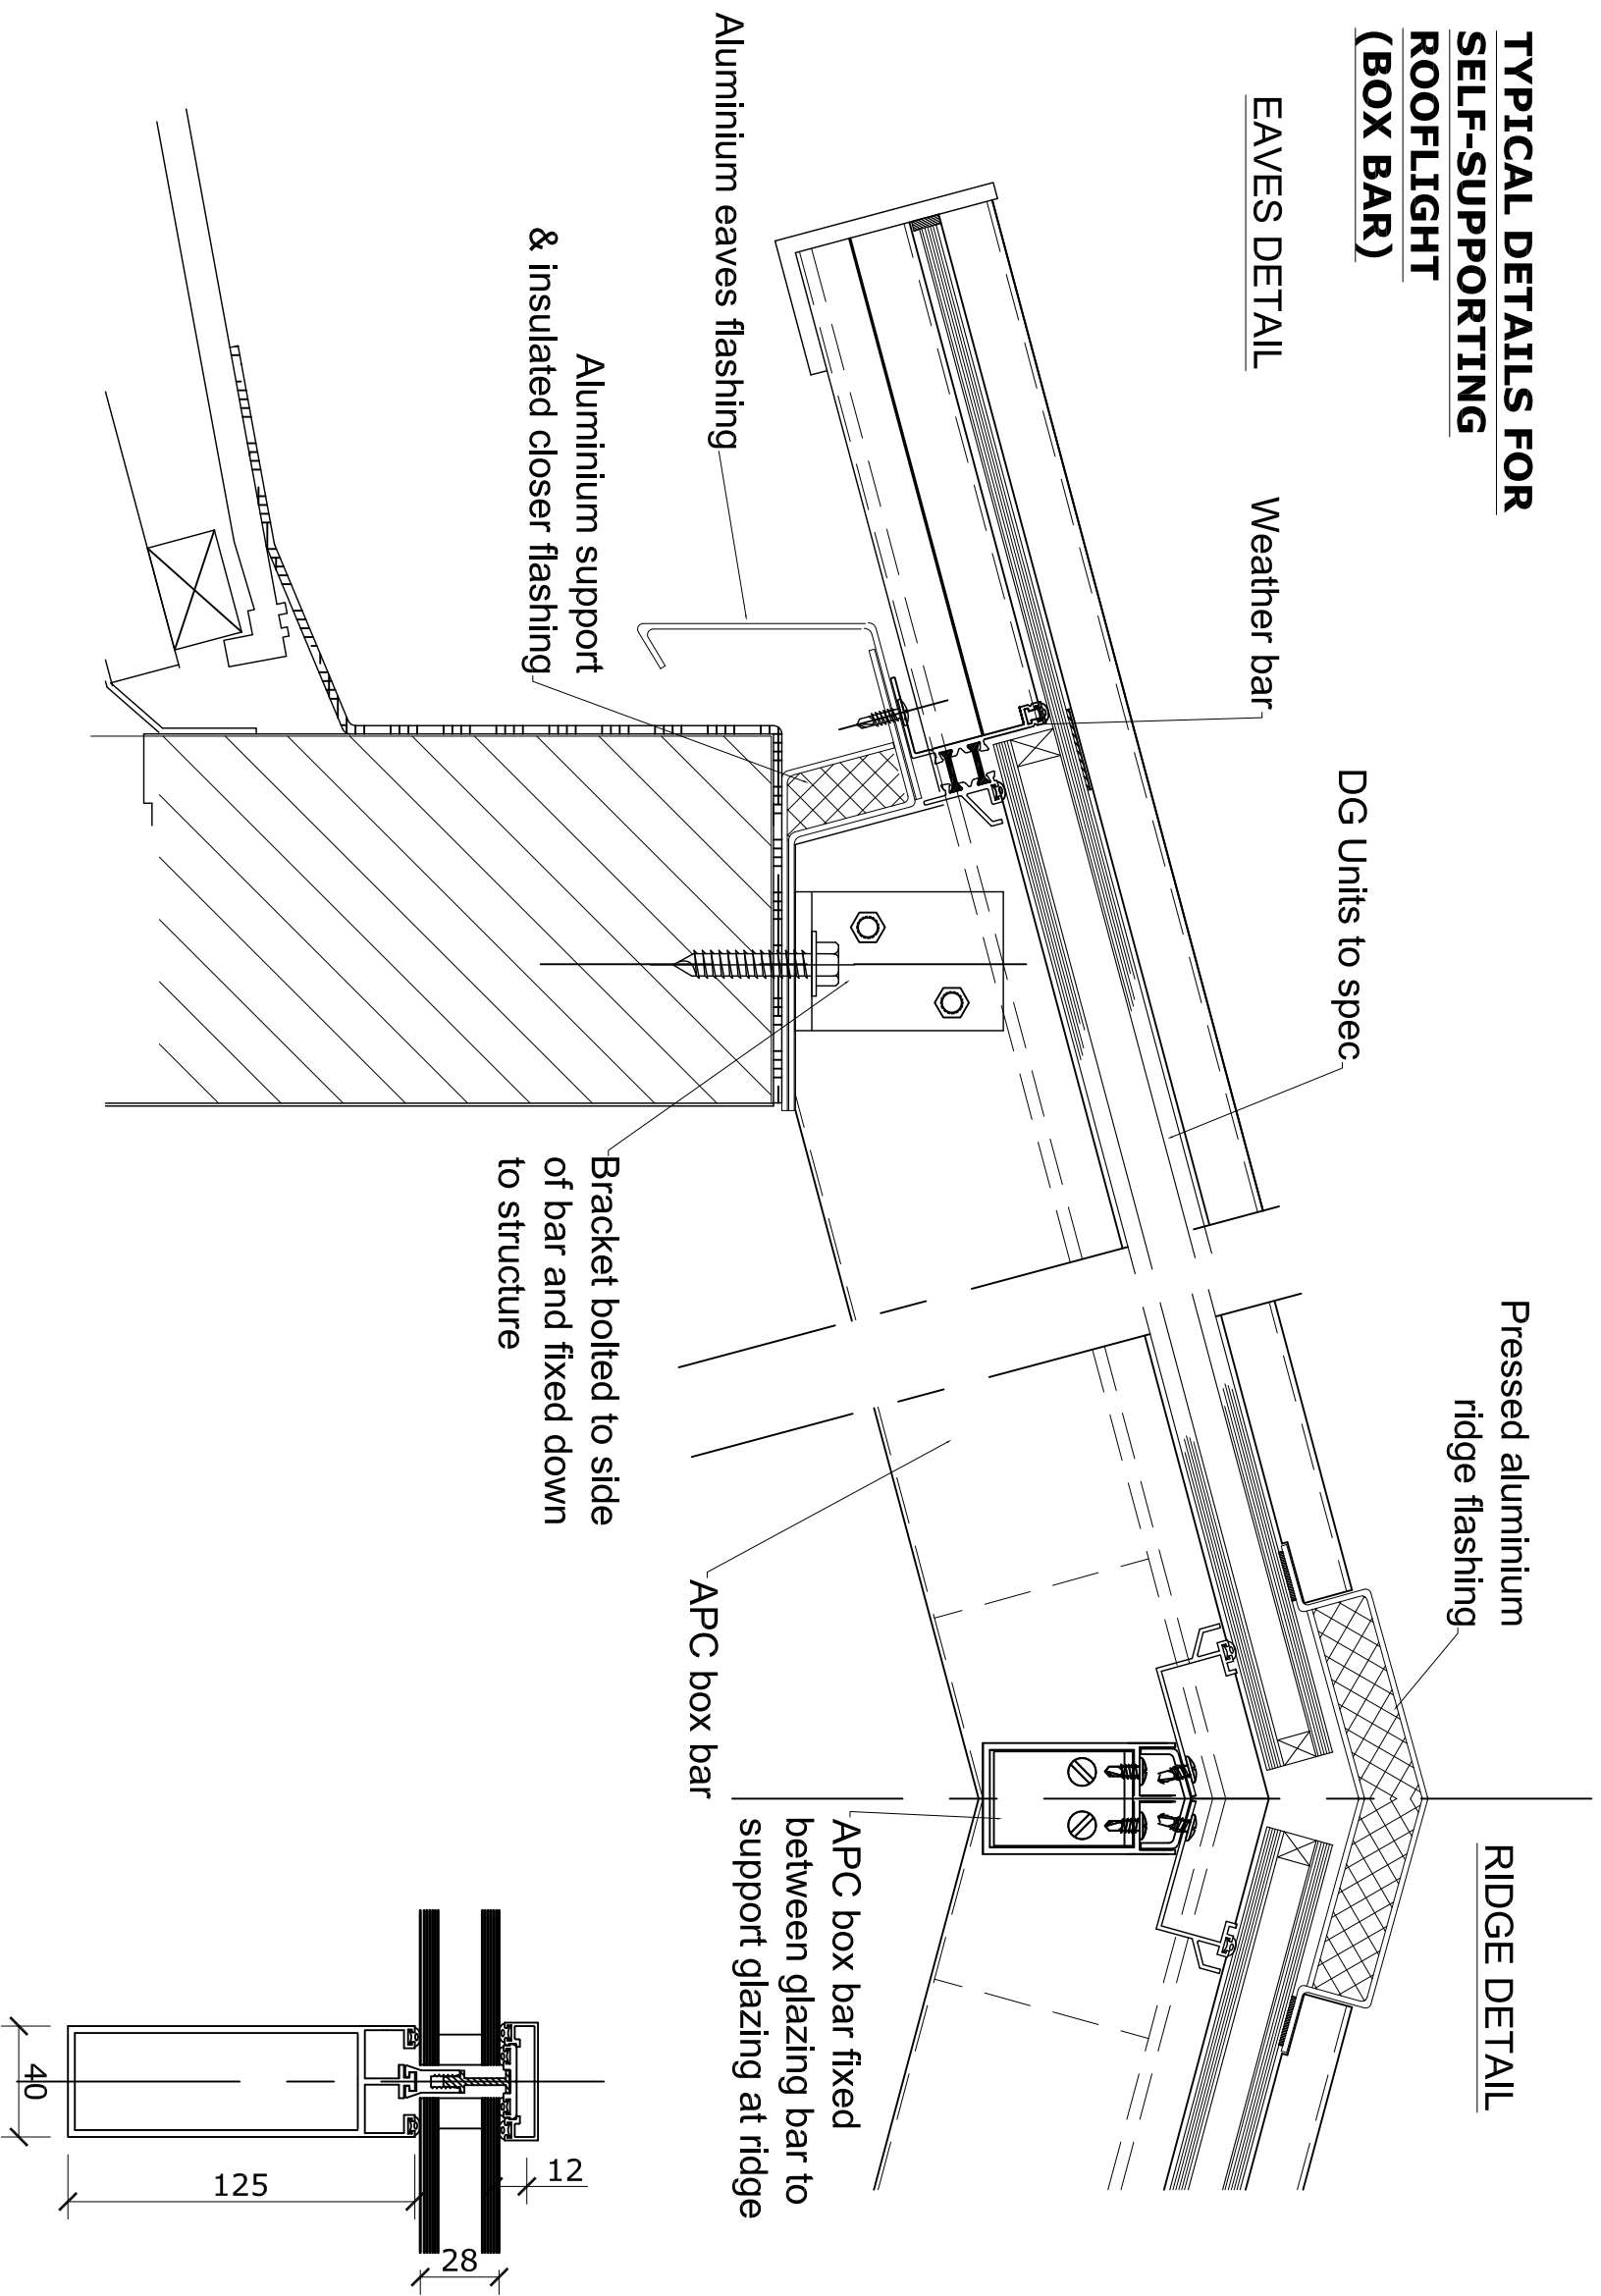 TYPICAL DETAILS FOR
SELF-SUPPORTING
ROOFLIGHT
(BOX BAR)
EAVES DETAIL
Weather bar
DG Units to spec
Pressed aluminium
ridge flashing
RIDGE DETAIL
Aluminium eaves flashing
Aluminium support
& insulated closer flashing
Bracket bolted to side
of bar and fixed down
to structure
APC box bar
APC box bar fixed
between glazing bar to
support glazing at ridge
12
28
125
40